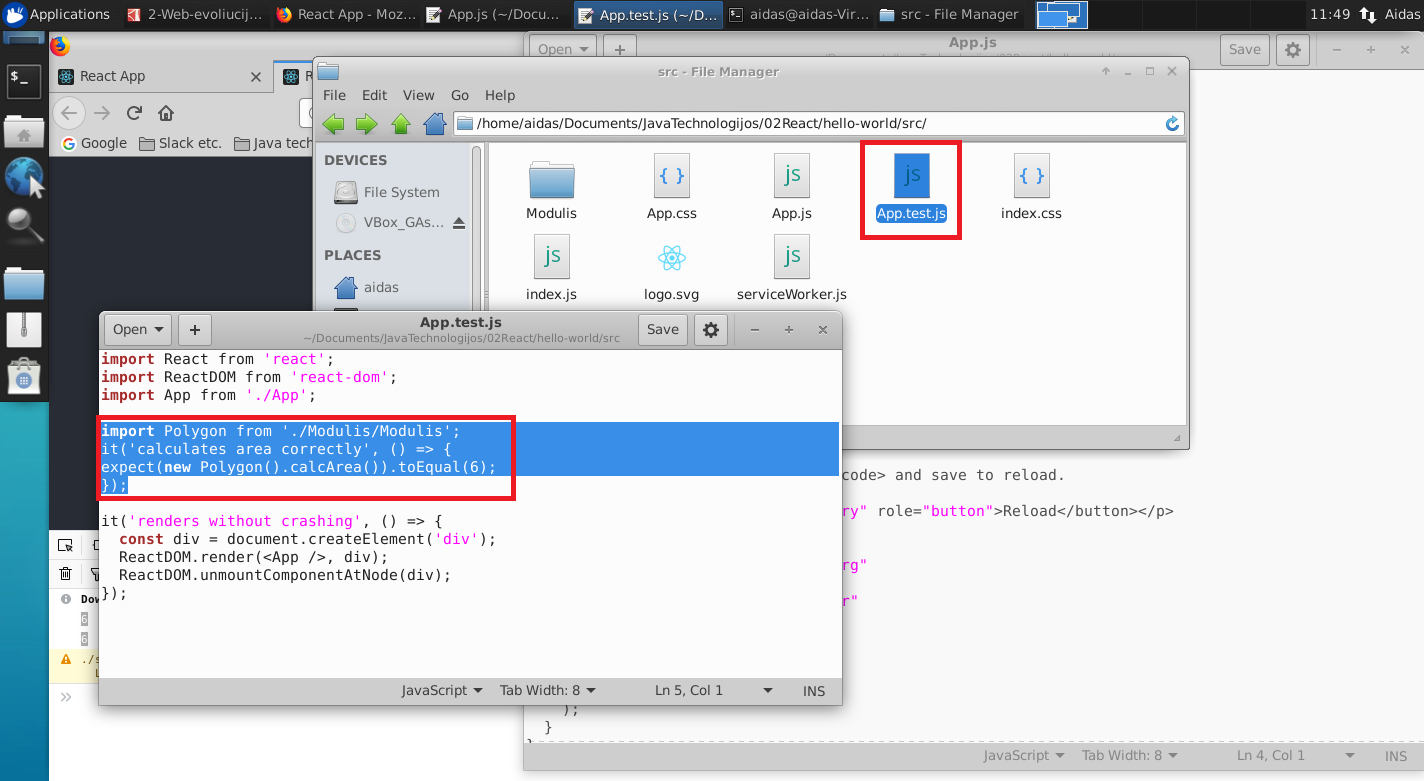 Applications
2-Web-evoliucij...
React App - Moz...
App.js (~/Docu...
App.test.js (~/D...
aidas@aidas-Vir...
src - File Manager
11:49
Aidas
App.js
Open
+
Save
React App
Google
Slack etc.
Java tech
src - File Manager
File Edit View Go Help
/home/aidas/Documents/JavaTechnologijos/02React/hello-world/src/
DEVICES
File System
VBox_GAs...
PLACES
aidas
Modulis
App.css
App.js
App.test.js
index.css
index.js
logo.svg
serviceWorker.js
Open
+
App.test.js
~/Documents/JavaTechnologijos/02React/hello-world/src
Save
import React from 'react';
import ReactDOM from 'react-dom';
import App from './App';
import Polygon from './Modulis/Modulis';
it('calculates area correctly', () => {
expect(new Polygon().calcArea()).toEqual(6);
});
it('renders without crashing', () => {
const div = document.createElement('div');
ReactDOM.render(<App />, div);
ReactDOM.unmountComponentAtNode(div);
});
JavaScript
Tab Width: 8
Ln 5, Col 1
INS
code> and save to reload.
ry" role="button">Reload</button></p>
rg"
r"
);
}
Dow
6
6
./s
JavaScript
Tab Width: 8
Ln 4, Col 1
INS